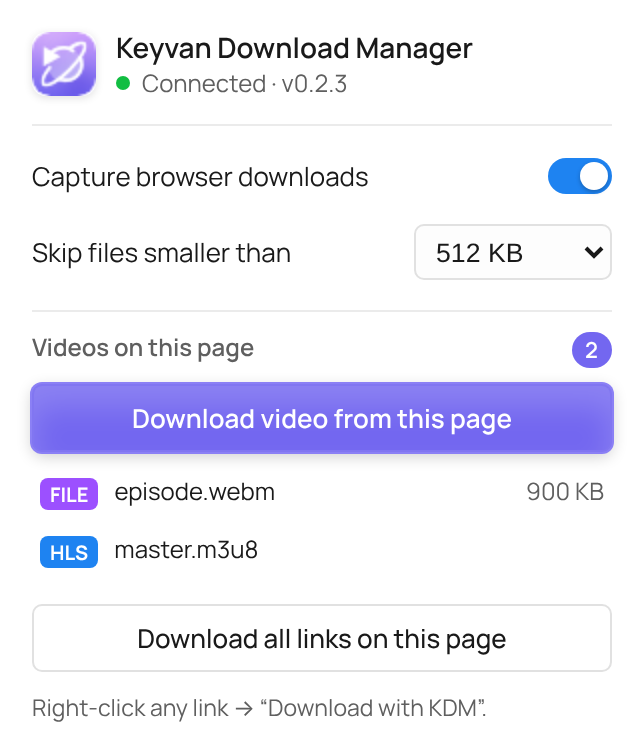 Keyvan Download Manager
Connected · v0.2.3
Capture browser downloads
Skip files smaller than 512 KB
Videos on this page 2
Download video from this page
FILE episode.webm 900 KB
HLS master.m3u8
Download all links on this page
Right-click any link → “Download with KDM”.